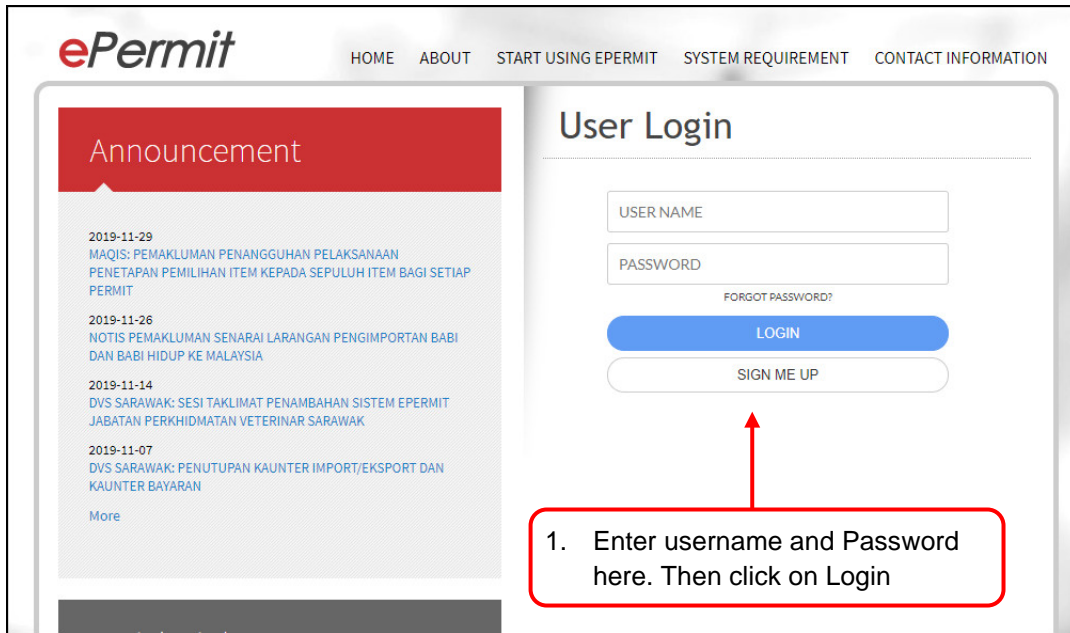 ePermit
HOME ABOUT START USING EPERMIT SYSTEM REQUIREMENT CONTACT INFORMATION
Announcement
2019-11-29
MAQIS: PEMAKLUMAN PENANGGUHAN PELAKSANAAN
PENETAPAN PEMILIHAN ITEM KEPADA SEPULUH ITEM BAGI SETIAP
PERMIT
2019-11-26
NOTIS PEMAKLUMAN SENARAI LARANGAN PENGIMPORTAN BABI
DAN BABI HIDUP KE MALAYSIA
2019-11-14
DVS SARAWAK: SESI TAKLIMAT PENAMBAHAN SISTEM EPERMIT
JABATAN PERKHIDMATAN VETERINAR SARAWAK
2019-11-07
DVS SARAWAK: PENUTUPAN KAUNTER IMPORT/EKSPORT DAN
KAUNTER BAYARAN
More
User Login
USER NAME
PASSWORD
FORGOT PASSWORD?
LOGIN
SIGN ME UP
1. Enter username and Password
here. Then click on Login